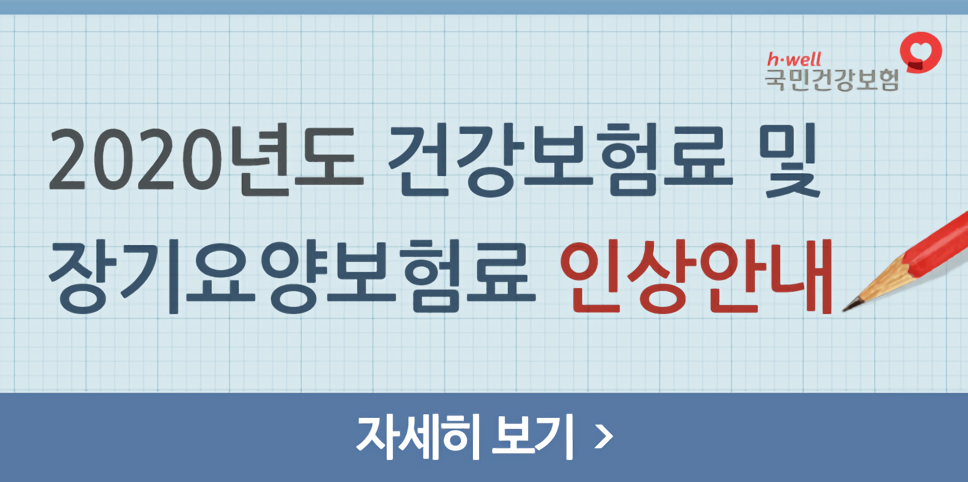 h·well
국민건강보험
2020년도 건강보험료 및
장기요양보험료 인상안내
자세히 보기 >